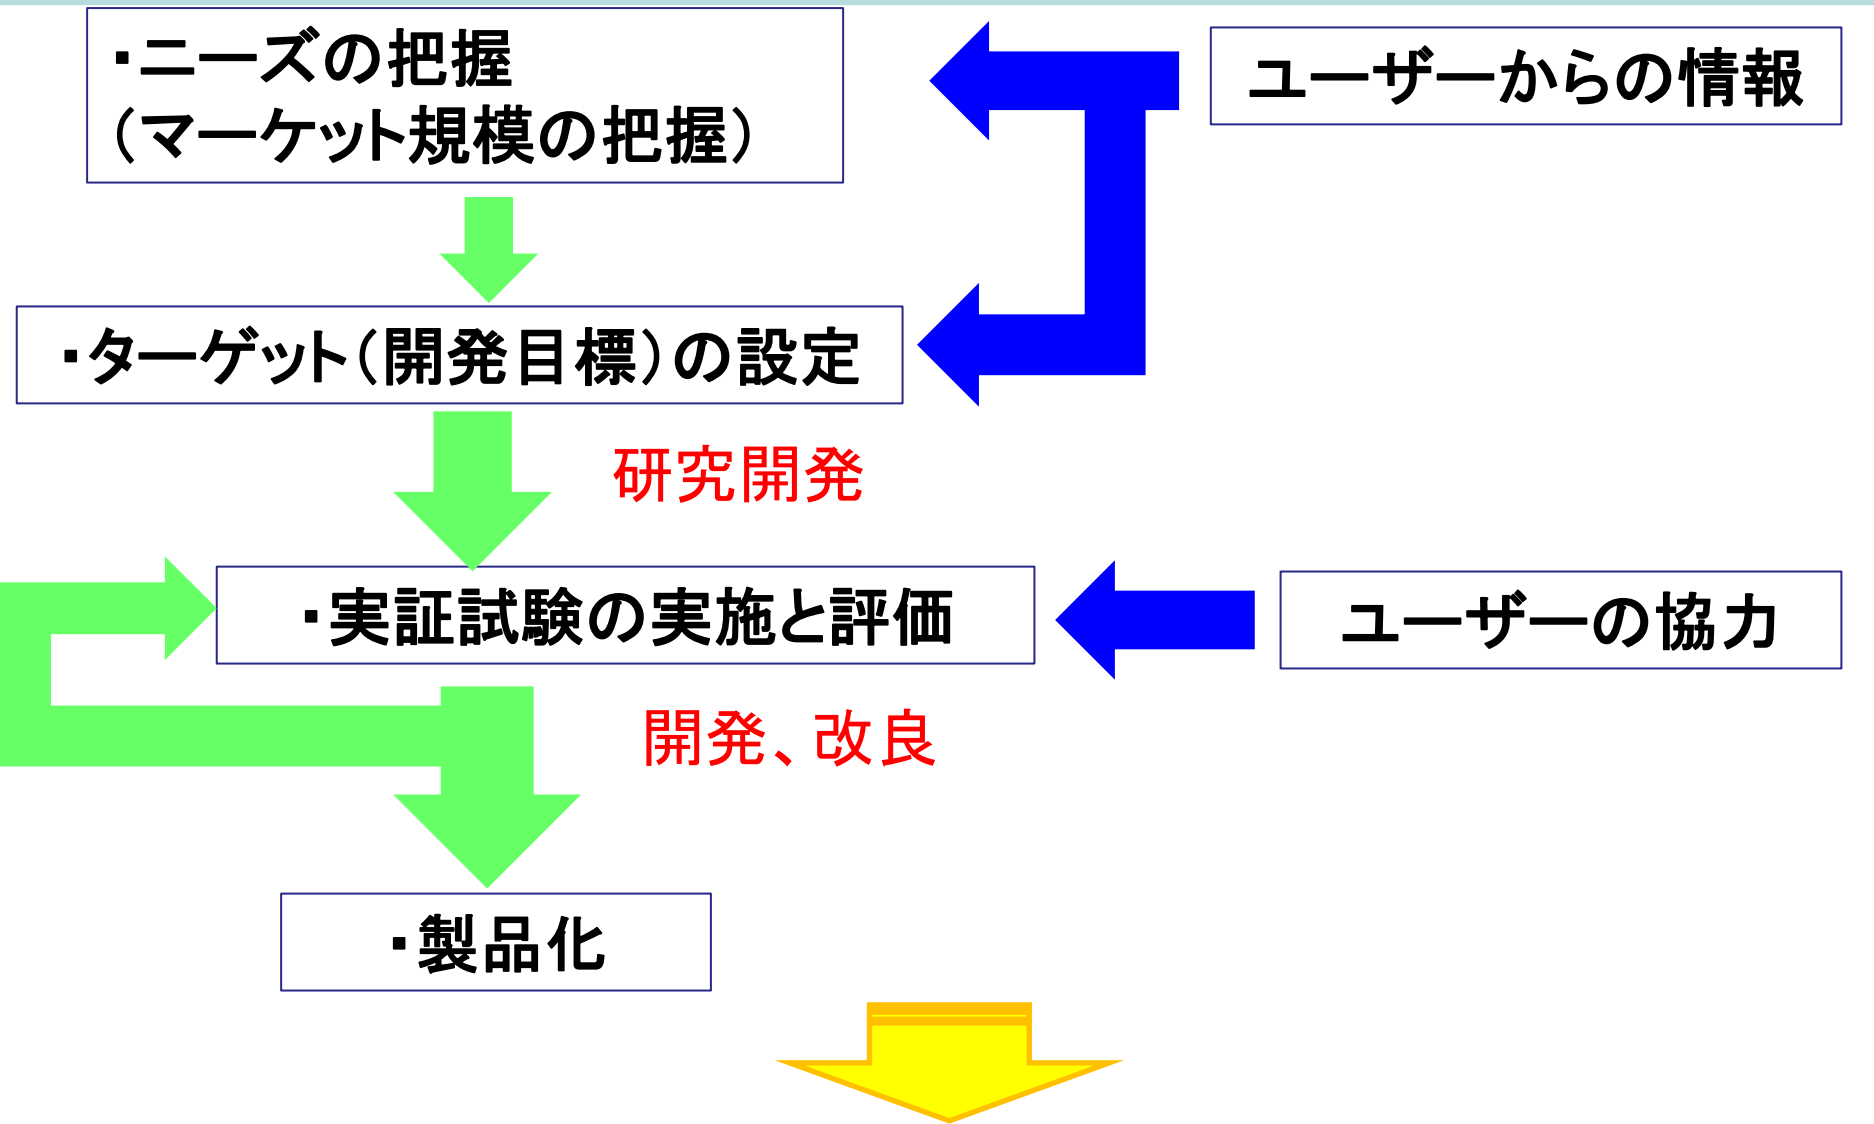 ・ニーズの把握
（マーケット規模の把握）
ユーザーからの情報
・ターゲット（開発目標）の設定
研究開発
・実証試験の実施と評価
ユーザーの協力
開発、改良
・製品化